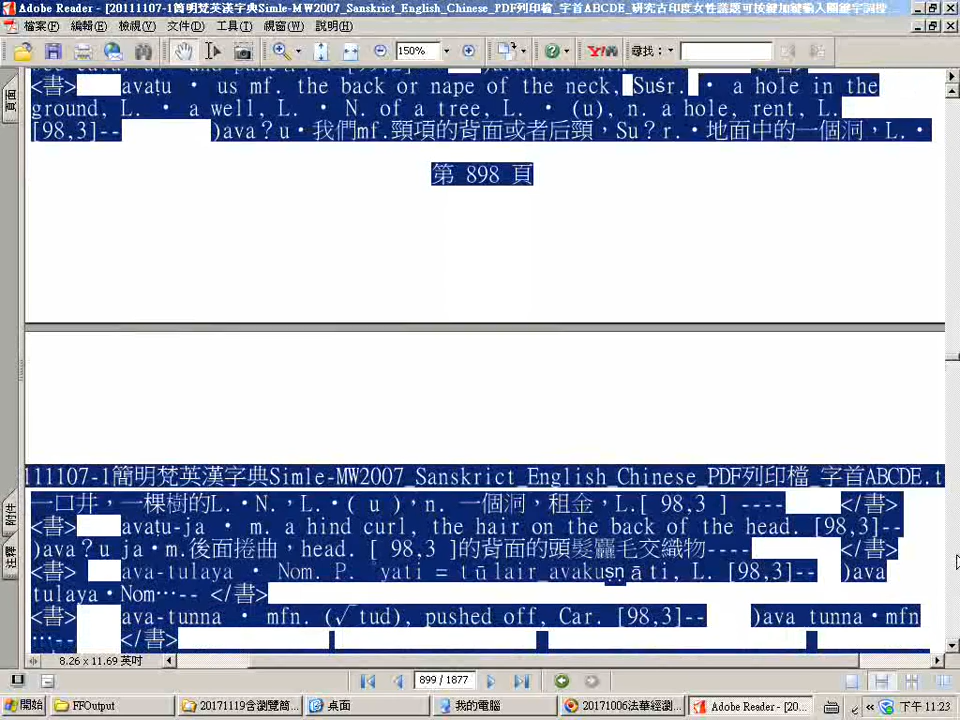 Adobe Reader - [20111107-1簡明梵英漢字典Simle-MW2007_Sanskrict_English_Chinese_PDF列印檔_字首ABCDE_研究古印度女性議題可按鍵加鍵輸入關鍵字詞搜
檔案(F) 編輯(E) 檢視(V) 文件(D) 工具(T) 視窗(W) 說明(H)
150% 尋找:
頁面
<書> avaṭu • us mf. the back or nape of the neck, Suśr. • a hole in the
ground, L. • a well, L. • N. of a tree, L. • (u), n. a hole, rent, L.
[98,3]-- )ava?u•我們mf.頸項的背面或者后頸，Su?r.•地面中的一個洞，L.•
第 898 頁
111107-1簡明梵英漢字典Simle-MW2007_Sanskrict_English_Chinese_PDF列印檔_字首ABCDE.t
一口井，一棵樹的L.•N.，L.•( u )，n. 一個洞，租金，L.[ 98,3 ] ---- </書>
<書> avaṭu-ja • m. a hind curl, the hair on the back of the head. [98,3]--
)ava?u ja•m.後面捲曲，head. [ 98,3 ]的背面的頭髮羅毛交織物---- </書>
<書> ava-tulaya • Nom. P. ˚yati = tūlair avakuṣṇāti, L. [98,3]-- )ava
tulaya•Nom…-- </書>
<書> ava-tunna • mfn. (√tud), pushed off, Car. [98,3]-- )ava tunna•mfn
…-- </書>
附件
注釋
8.26 x 11.69 英吋
899 / 1877
開始 FFOutput 20171119含瀏覽簡... 桌面 我的電腦 20171006法華經瀏... Adobe Reader - [20... 下午 11:23